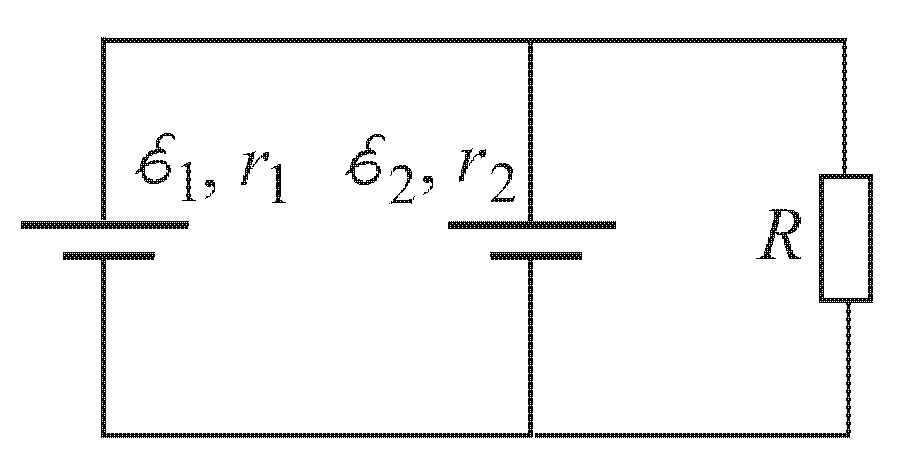 ℰ₁, r₁
ℰ₂, r₂
R